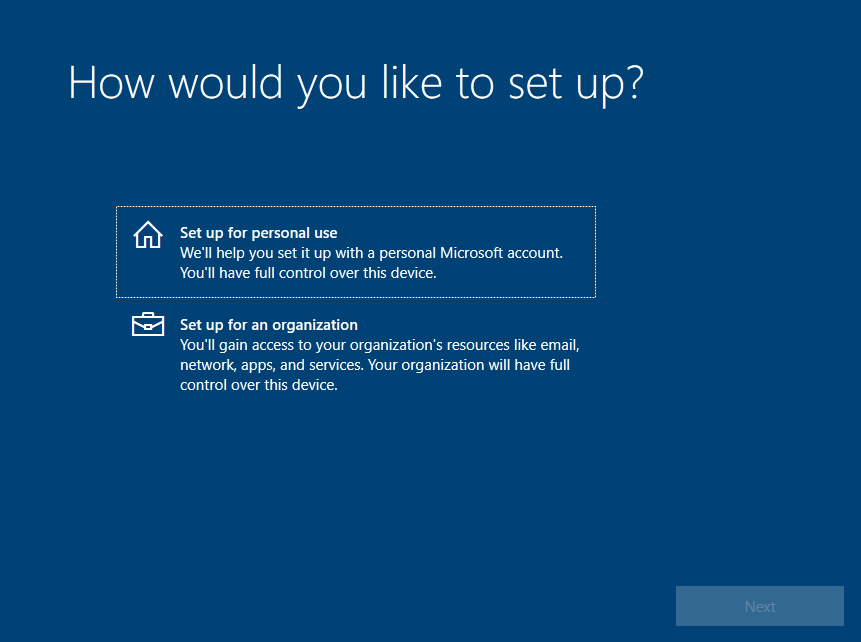 How would you like to set up?
Set up for personal use
We'll help you set it up with a personal Microsoft account.
You'll have full control over this device.
Set up for an organization
You'll gain access to your organization's resources like email,
network, apps, and services. Your organization will have full
control over this device.
Next